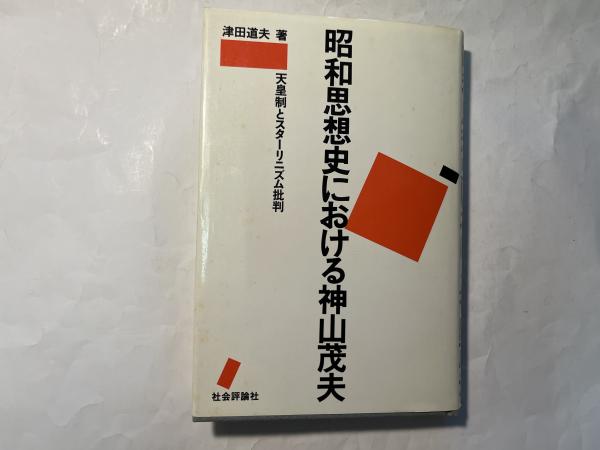 津田道夫 著
昭和思想史における神山茂夫
天皇制とスターリニズム批判
社会評論社